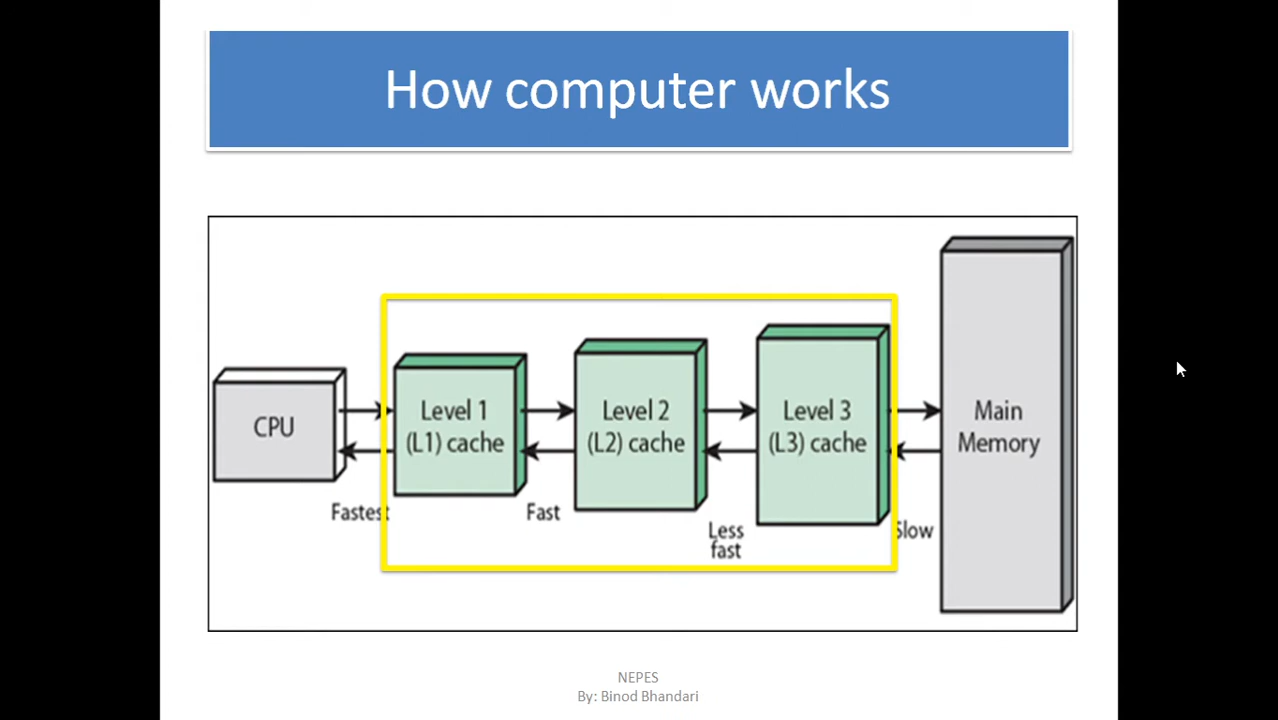 How computer works
CPU
Level 1
(L1) cache
Level 2
(L2) cache
Level 3
(L3) cache
Main
Memory
Fastest
Fast
Less
fast
Slow
NEPES
By: Binod Bhandari